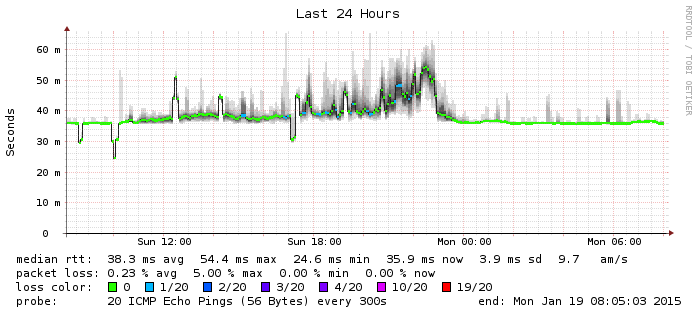 Last 24 Hours
RRDTOOL / TOBI OETIKER
Seconds
60 m
50 m
40 m
30 m
20 m
10 m
0
Sun 12:00 Sun 18:00 Mon 00:00 Mon 06:00
median rtt: 38.3 ms avg 54.4 ms max 24.6 ms min 35.9 ms now 3.9 ms sd 9.7 am/s
packet loss: 0.23 % avg 5.00 % max 0.00 % min 0.00 % now
loss color: 0 1/20 2/20 3/20 4/20 10/20 19/20
probe: 20 ICMP Echo Pings (56 Bytes) every 300s end: Mon Jan 19 08:05:03 2015